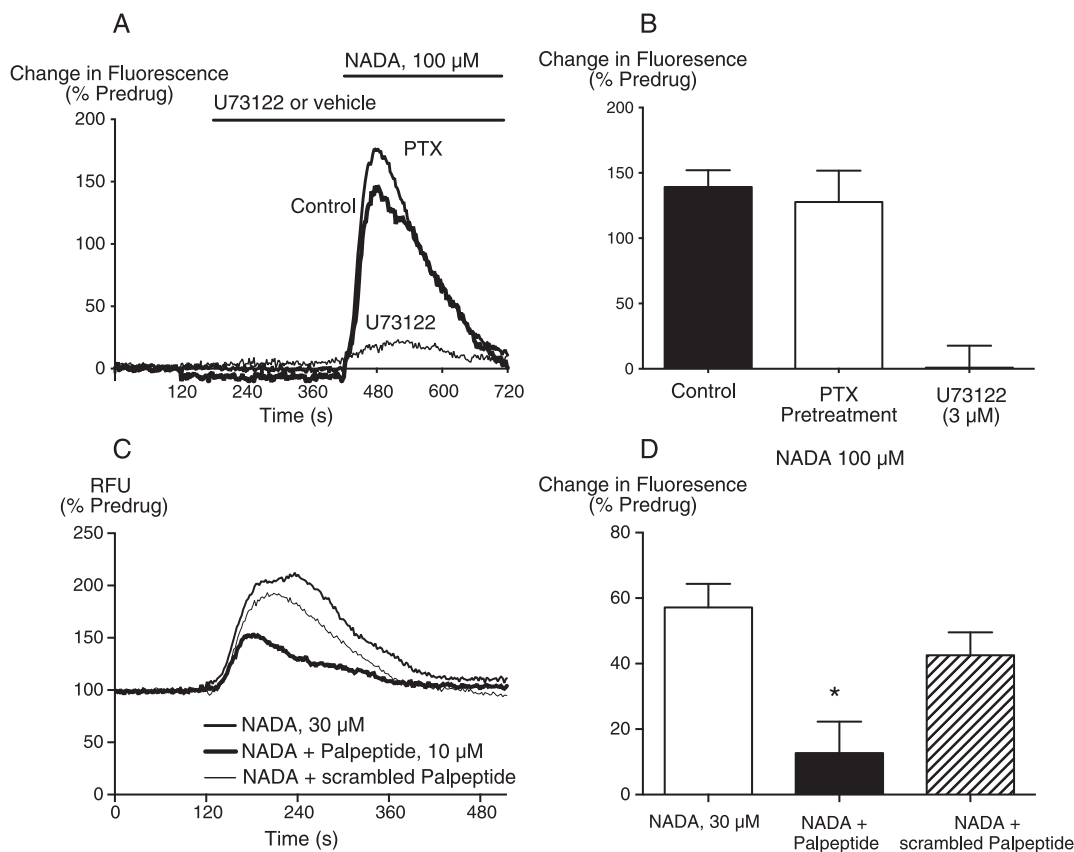 A
NADA, 100 µM
Change in Fluorescence
(% Predrug)
U73122 or vehicle
200
150
100
50
0
PTX
Control
U73122
120
240
360
480
600
720
Time (s)
B
Change in Fluoresence
(% Predrug)
200
150
100
50
0
Control
PTX
Pretreatment
U73122
(3 µM)
NADA 100 µM
C
RFU
(% Predrug)
250
200
150
100
50
0
NADA, 30 µM
NADA + Palpeptide, 10 µM
NADA + scrambled Palpeptide
0
120
240
360
480
Time (s)
D
Change in Fluoresence
(% Predrug)
80
60
40
20
0
*
NADA, 30 µM
NADA +
Palpeptide
NADA +
scrambled Palpeptide